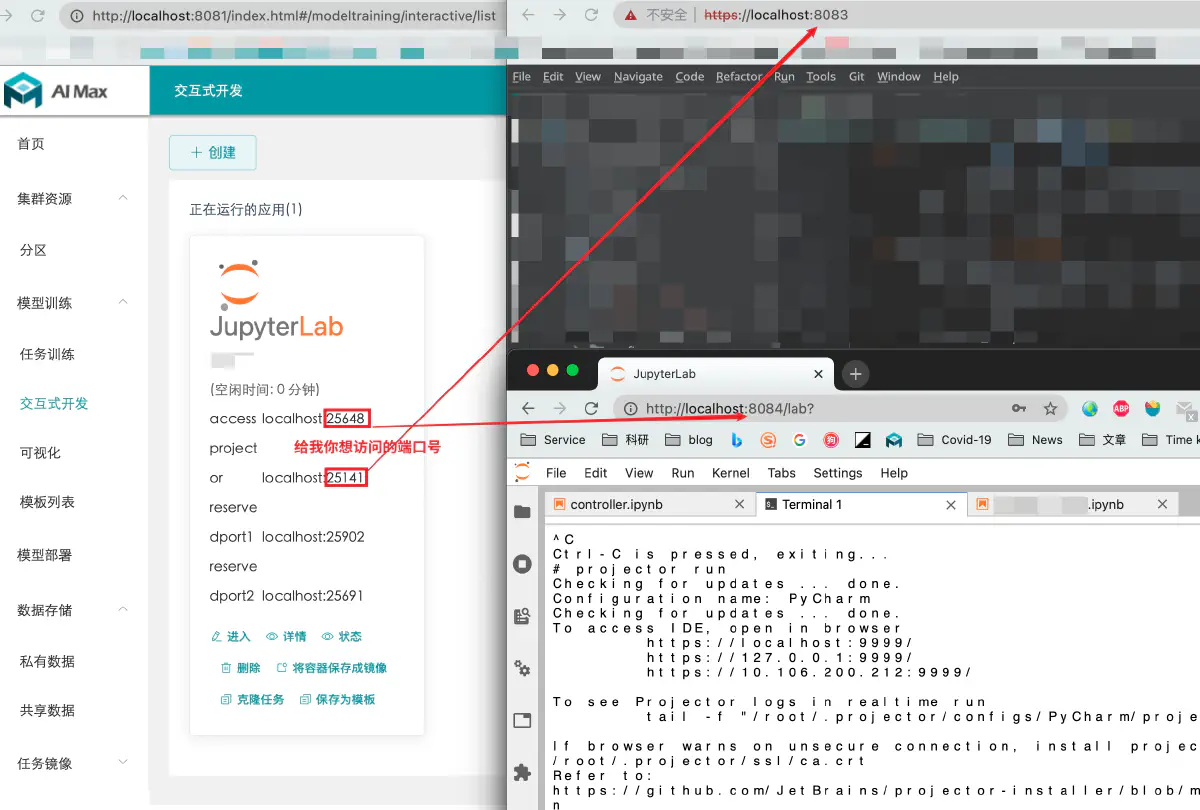 http://localhost:8081/index.html#/modeltraining/interactive/list
AI Max
交互式开发
首页
集群资源
分区
模型训练
任务训练
交互式开发
可视化
模板列表
模型部署
数据存储
私有数据
共享数据
任务镜像
＋ 创建
正在运行的应用(1)
JupyterLab
(空闲时间: 0 分钟)
access localhost:25648
project
给我你想访问的端口号
or localhost:25141
reserve
dport1 localhost:25902
reserve
dport2 localhost:25691
进入 详情 状态
删除 将容器保存成镜像
克隆任务 保存为模板
不安全 | https://localhost:8083
File Edit View Navigate Code Refactor Run Tools Git Window Help
JupyterLab
http://localhost:8084/lab?
ABP
Service 科研 blog Covid-19 News 文章 Time k
File Edit View Run Kernel Tabs Settings Help
controller.ipynb Terminal 1 .ipynb
^C
Ctrl-C is pressed, exiting...
# projector run
Checking for updates ... done.
Configuration name: PyCharm
Checking for updates ... done.
To access IDE, open in browser
https://localhost:9999/
https://127.0.0.1:9999/
https://10.106.200.212:9999/
To see Projector logs in realtime run
tail -f "/root/.projector/configs/PyCharm/proje
If browser warns on unsecure connection, install projec
/root/.projector/ssl/ca.crt
Refer to:
https://github.com/JetBrains/projector-installer/blob/m
n